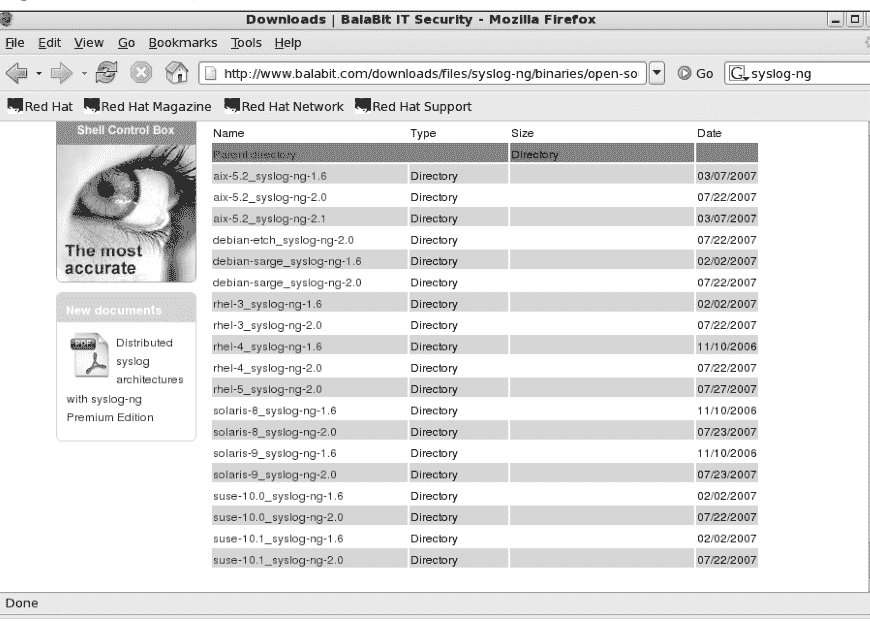 Downloads | BalaBit IT Security - Mozilla Firefox
File Edit View Go Bookmarks Tools Help
http://www.balabit.com/downloads/files/syslog-ng/binaries/open-so Go G syslog-ng
Red Hat Red Hat Magazine Red Hat Network Red Hat Support
Shell Control Box
The most
accurate
New documents
PDF
Distributed
syslog
architectures
with syslog-ng
Premium Edition
Name Type Size Date
Parent directory Directory
aix-5.2_syslog-ng-1.6 Directory 03/07/2007
aix-5.2_syslog-ng-2.0 Directory 07/22/2007
aix-5.2_syslog-ng-2.1 Directory 03/07/2007
debian-etch_syslog-ng-2.0 Directory 07/22/2007
debian-sarge_syslog-ng-1.6 Directory 02/02/2007
debian-sarge_syslog-ng-2.0 Directory 07/22/2007
rhel-3_syslog-ng-1.6 Directory 02/02/2007
rhel-3_syslog-ng-2.0 Directory 07/22/2007
rhel-4_syslog-ng-1.6 Directory 11/10/2006
rhel-4_syslog-ng-2.0 Directory 07/22/2007
rhel-5_syslog-ng-2.0 Directory 07/27/2007
solaris-8_syslog-ng-1.6 Directory 11/10/2006
solaris-8_syslog-ng-2.0 Directory 07/23/2007
solaris-9_syslog-ng-1.6 Directory 11/10/2006
solaris-9_syslog-ng-2.0 Directory 07/23/2007
suse-10.0_syslog-ng-1.6 Directory 02/02/2007
suse-10.0_syslog-ng-2.0 Directory 07/22/2007
suse-10.1_syslog-ng-1.6 Directory 02/02/2007
suse-10.1_syslog-ng-2.0 Directory 07/22/2007
Done